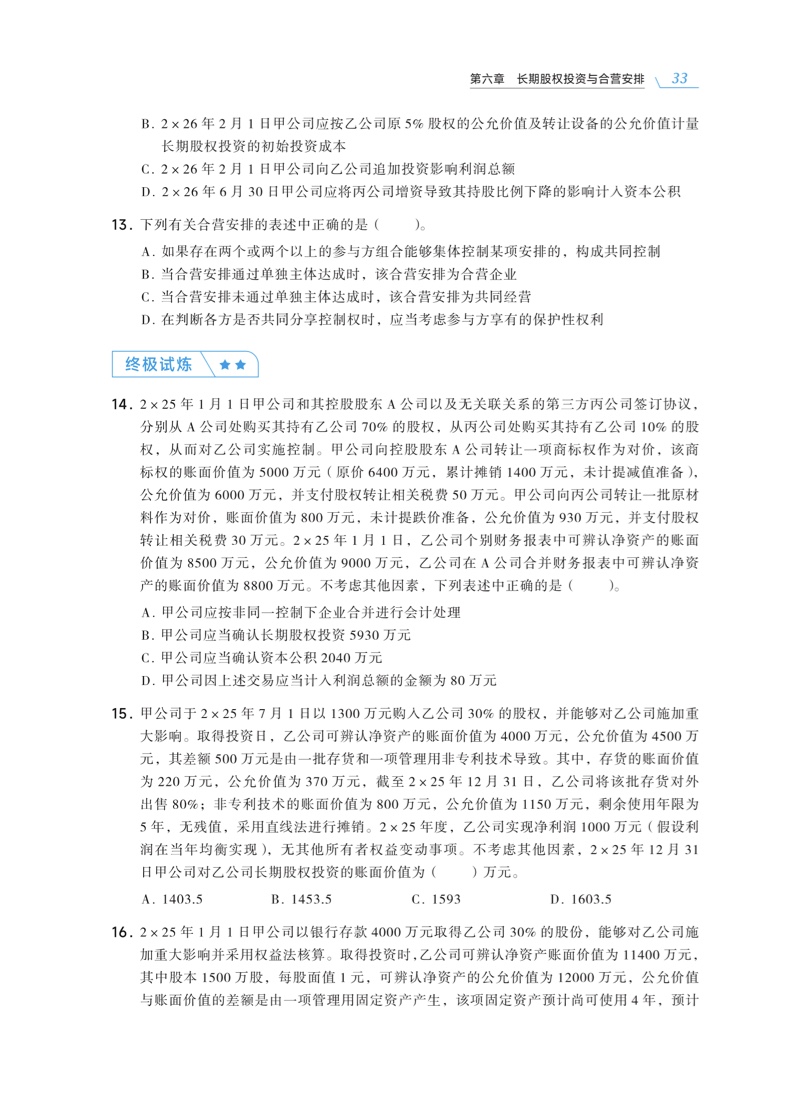 第六章 长期股权投资与合营安排 33
B. 2×26 年 2 月 1 日甲公司应按乙公司原 5% 股权的公允价值及转让设备的公允价值计量
长期股权投资的初始投资成本
C. 2×26 年 2 月 1 日甲公司向乙公司追加投资影响利润总额
D. 2×26 年 6 月 30 日甲公司应将丙公司增资导致其持股比例下降的影响计入资本公积
13. 下列有关合营安排的表述中正确的是（ ）。
A. 如果存在两个或两个以上的参与方组合能够集体控制某项安排的，构成共同控制
B. 当合营安排通过单独主体达成时，该合营安排为合营企业
C. 当合营安排未通过单独主体达成时，该合营安排为共同经营
D. 在判断各方是否共同分享控制权时，应当考虑参与方享有的保护性权利
终极试炼 ★★
14. 2×25 年 1 月 1 日甲公司和其控股股东 A 公司以及无关联关系的第三方丙公司签订协议，
分别从 A 公司处购买其持有乙公司 70% 的股权，从丙公司处购买其持有乙公司 10% 的股
权，从而对乙公司实施控制。甲公司向控股股东 A 公司转让一项商标权作为对价，该商
标权的账面价值为 5000 万元（原价 6400 万元，累计摊销 1400 万元，未计提减值准备），
公允价值为 6000 万元，并支付股权转让相关税费 50 万元。甲公司向丙公司转让一批原材
料作为对价，账面价值为 800 万元，未计提跌价准备，公允价值为 930 万元，并支付股权
转让相关税费 30 万元。2×25 年 1 月 1 日，乙公司个别财务报表中可辨认净资产的账面
价值为 8500 万元，公允价值为 9000 万元，乙公司在 A 公司合并财务报表中可辨认净资
产的账面价值为 8800 万元。不考虑其他因素，下列表述中正确的是（ ）。
A. 甲公司应按非同一控制下企业合并进行会计处理
B. 甲公司应当确认长期股权投资 5930 万元
C. 甲公司应当确认资本公积 2040 万元
D. 甲公司因上述交易应当计入利润总额的金额为 80 万元
15. 甲公司于 2×25 年 7 月 1 日以 1300 万元购入乙公司 30% 的股权，并能够对乙公司施加重
大影响。取得投资日，乙公司可辨认净资产的账面价值为 4000 万元，公允价值为 4500 万
元，其差额 500 万元是由一批存货和一项管理用非专利技术导致。其中，存货的账面价值
为 220 万元，公允价值为 370 万元，截至 2×25 年 12 月 31 日，乙公司将该批存货对外
出售 80%；非专利技术的账面价值为 800 万元，公允价值为 1150 万元，剩余使用年限为
5 年，无残值，采用直线法进行摊销。2×25 年度，乙公司实现净利润 1000 万元（假设利
润在当年均衡实现），无其他所有者权益变动事项。不考虑其他因素，2×25 年 12 月 31
日甲公司对乙公司长期股权投资的账面价值为（ ）万元。
A. 1403.5 B. 1453.5 C. 1593 D. 1603.5
16. 2×25 年 1 月 1 日甲公司以银行存款 4000 万元取得乙公司 30% 的股份，能够对乙公司施
加重大影响并采用权益法核算。取得投资时，乙公司可辨认净资产账面价值为 11400 万元，
其中股本 1500 万股，每股面值 1 元，可辨认净资产的公允价值为 12000 万元，公允价值
与账面价值的差额是由一项管理用固定资产产生，该项固定资产预计尚可使用 4 年，预计